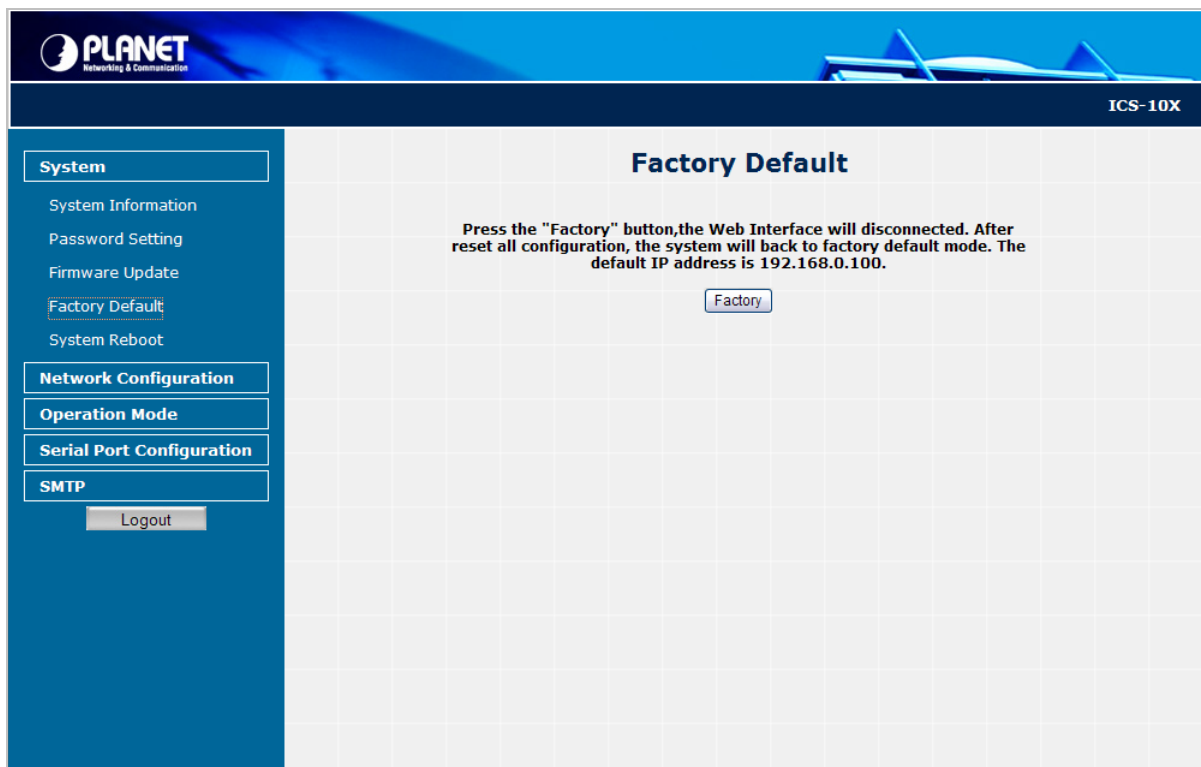 PLANET
Networking & Communication
ICS-10X
System
System Information
Password Setting
Firmware Update
Factory Default
System Reboot
Network Configuration
Operation Mode
Serial Port Configuration
SMTP
Logout
Factory Default
Press the "Factory" button,the Web Interface will disconnected. After
reset all configuration, the system will back to factory default mode. The
default IP address is 192.168.0.100.
Factory